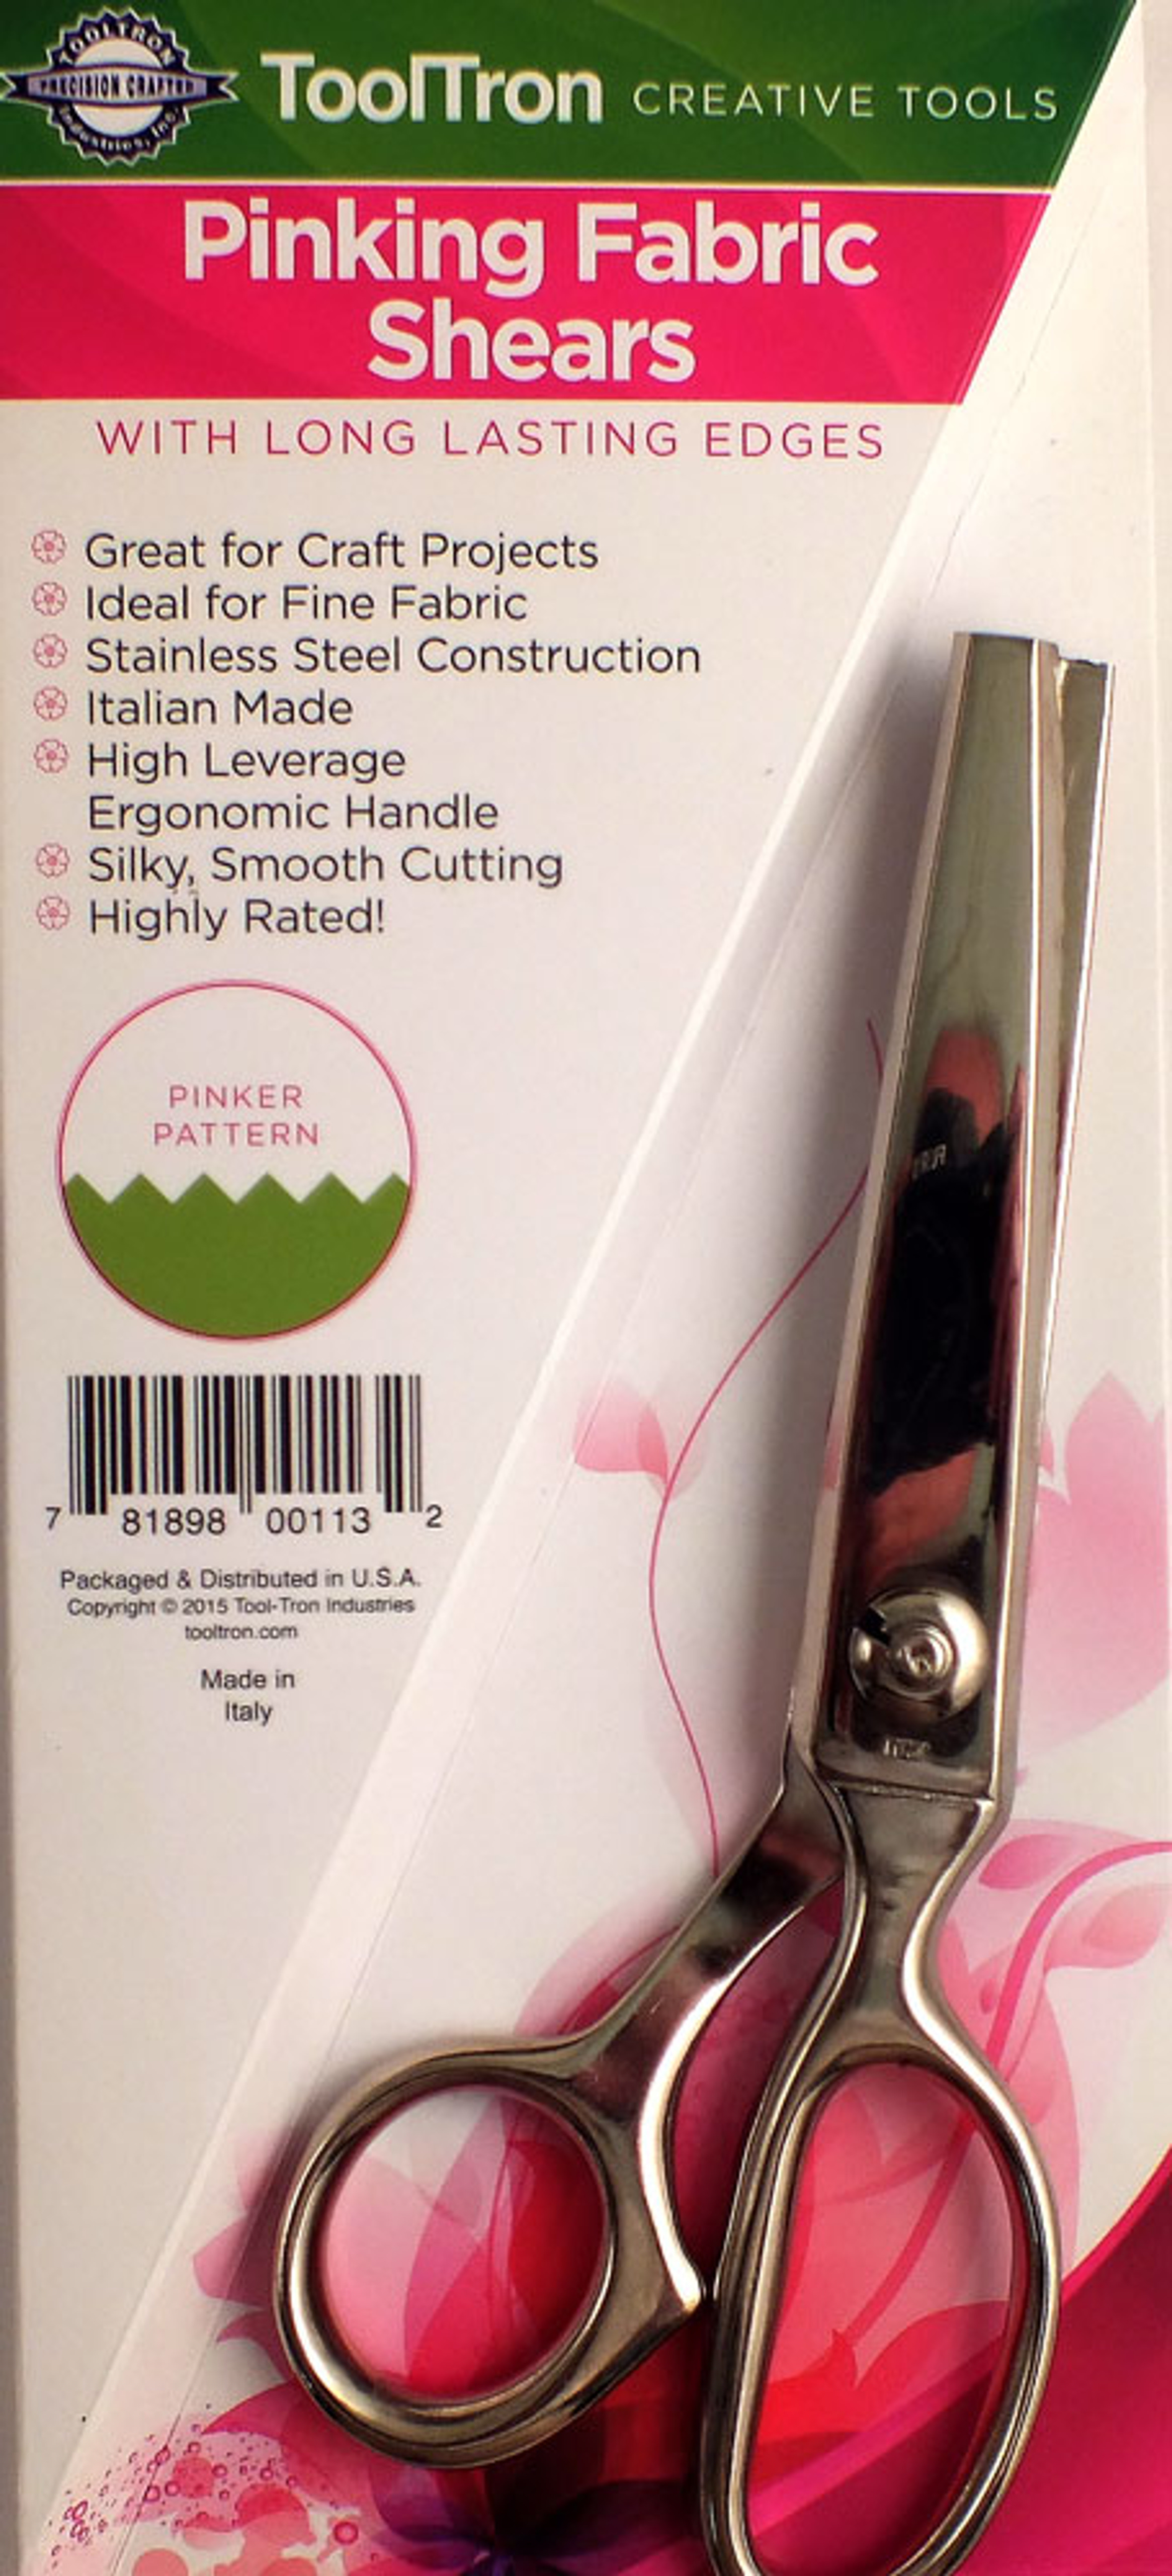 TOOLTRON
PRECISION CRAFTED
Industries, Inc.
ToolTron CREATIVE TOOLS
Pinking Fabric
Shears
WITH LONG LASTING EDGES
Great for Craft Projects
Ideal for Fine Fabric
Stainless Steel Construction
Italian Made
High Leverage
Ergonomic Handle
Silky, Smooth Cutting
Highly Rated!
PINKER
PATTERN
7 81898 00113 2
Packaged & Distributed in U.S.A.
Copyright © 2015 Tool-Tron Industries
tooltron.com
Made in
Italy